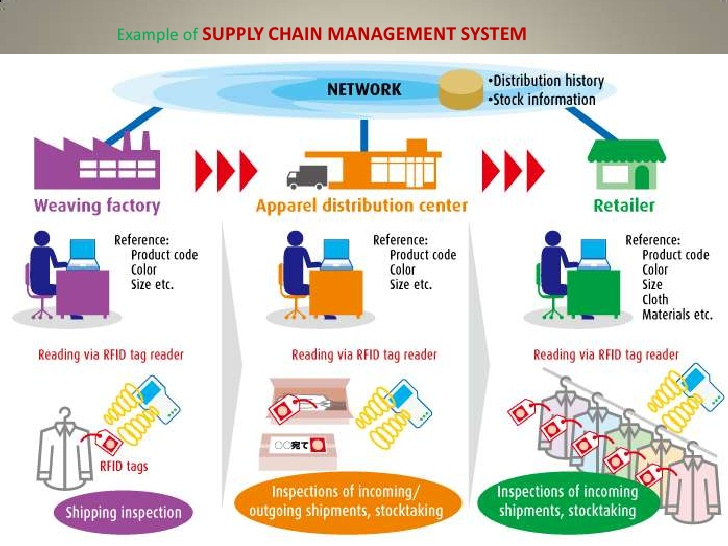 Example of SUPPLY CHAIN MANAGEMENT SYSTEM
NETWORK
•Distribution history
•Stock information
Weaving factory
Apparel distribution center
Retailer
Reference:
Product code
Color
Size etc.
Reference:
Product code
Color
Size etc.
Reference:
Product code
Color
Size
Cloth
Materials etc.
Reading via RFID tag reader
Reading via RFID tag reader
Reading via RFID tag reader
○○宛て
RFID tags
Shipping inspection
Inspections of incoming/
outgoing shipments, stocktaking
Inspections of incoming
shipments, stocktaking